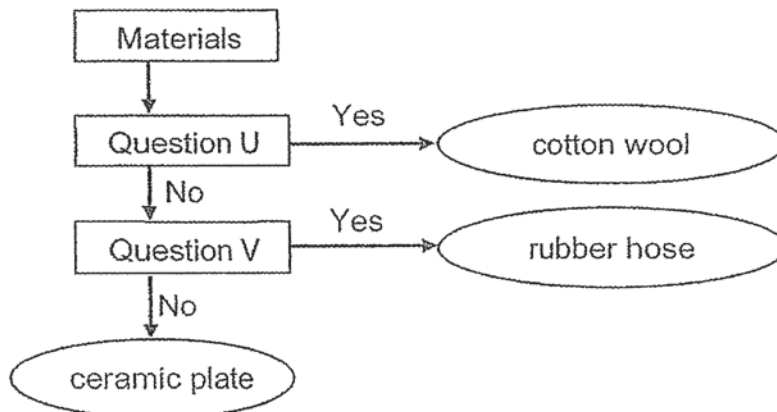 Materials
Question U
Yes
cotton wool
No
Question V
Yes
rubber hose
No
ceramic plate